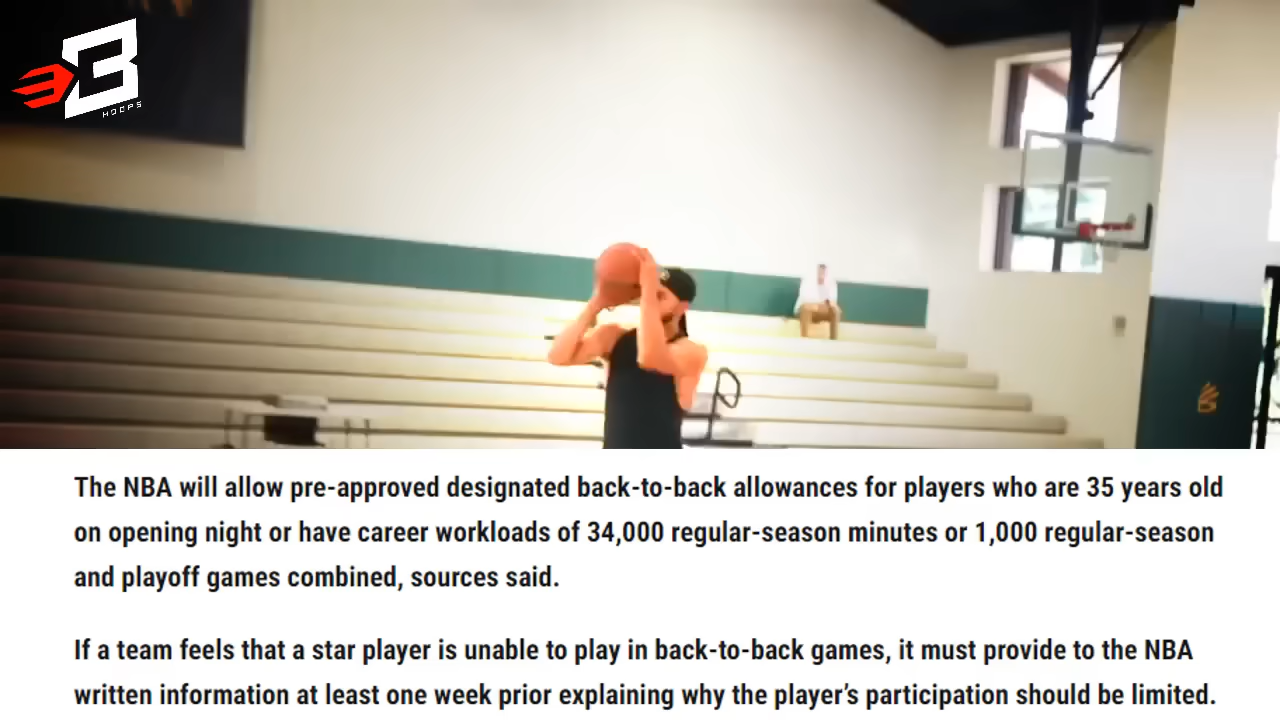 B
HOOPS
The NBA will allow pre-approved designated back-to-back allowances for players who are 35 years old
on opening night or have career workloads of 34,000 regular-season minutes or 1,000 regular-season
and playoff games combined, sources said.
If a team feels that a star player is unable to play in back-to-back games, it must provide to the NBA
written information at least one week prior explaining why the player’s participation should be limited.